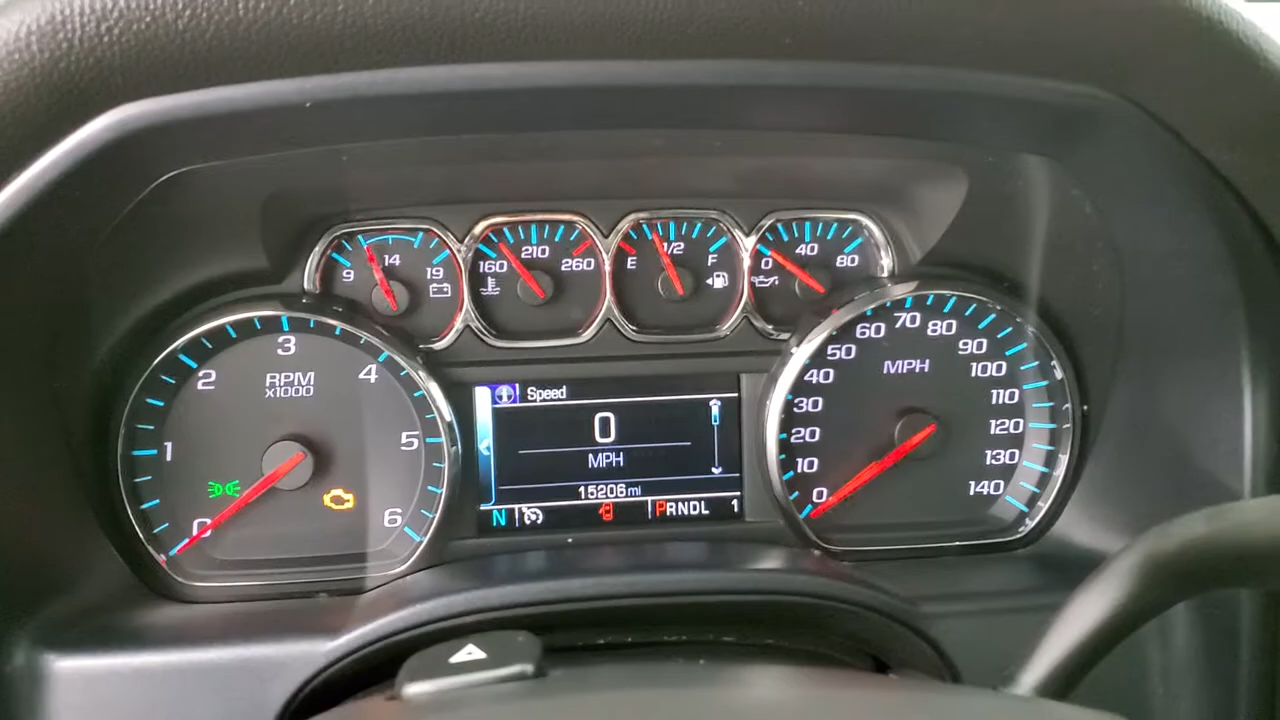 9 14 19
160 210 260
E 1/2 F
0 40 80
0 1 2 3 4 5 6
RPM
x1000
Speed
0
MPH
15206 mi
N PRNDL 1
0 10 20 30 40 50 60 70 80 90 100 110 120 130 140
MPH